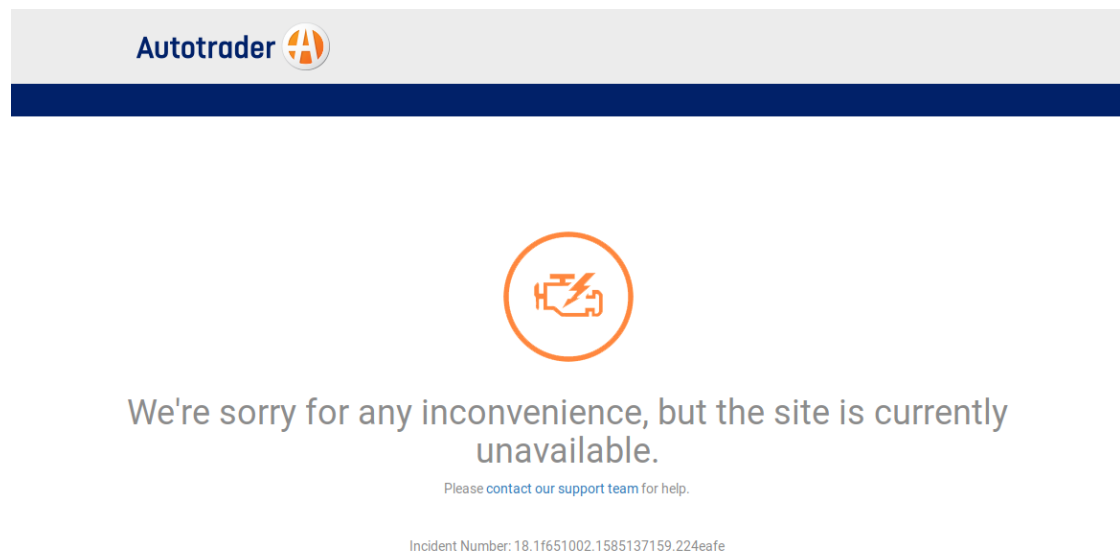 Autotrader
We're sorry for any inconvenience, but the site is currently
unavailable.
Please contact our support team for help.
Incident Number: 18.1f651002.1585137159.224eafe